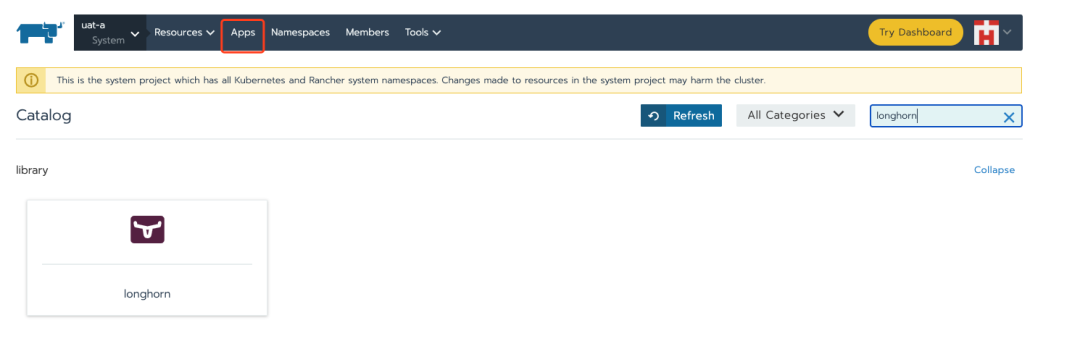 uat-a
System
Resources Apps Namespaces Members Tools Try Dashboard
This is the system project which has all Kubernetes and Rancher system namespaces. Changes made to resources in the system project may harm the cluster.
Catalog Refresh All Categories longhorn
library Collapse
longhorn